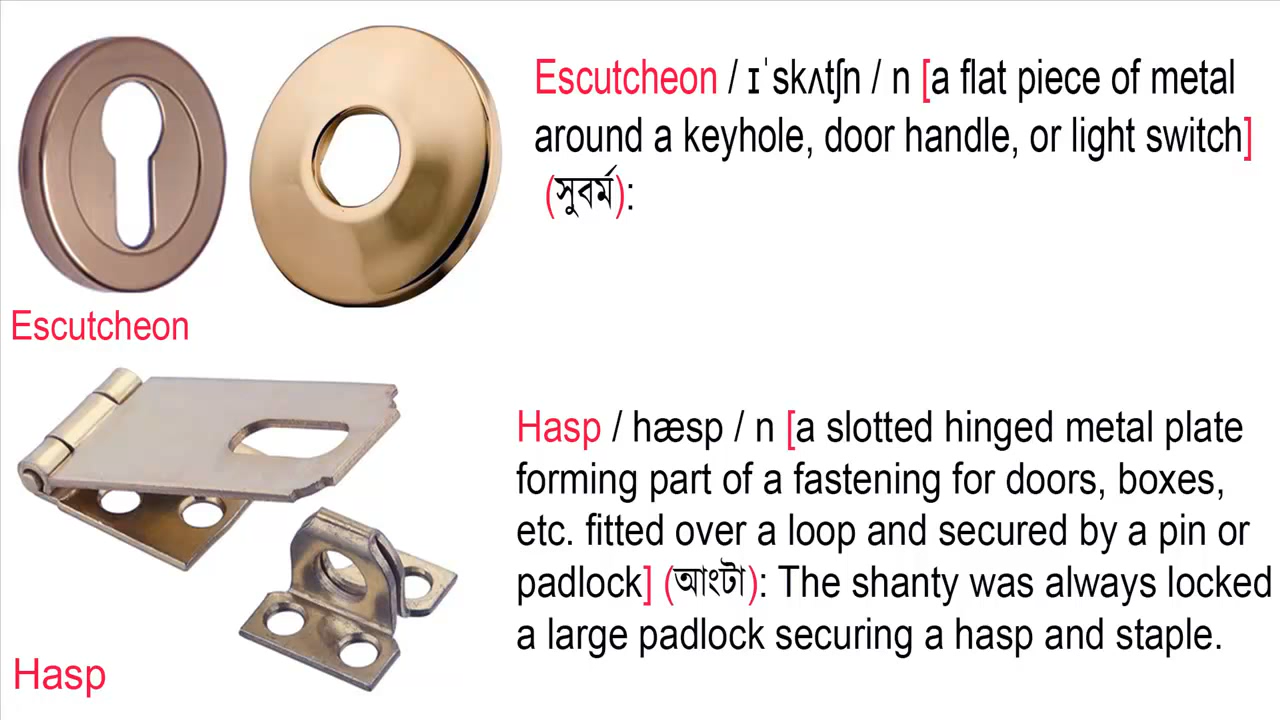 Escutcheon / ɪˈskʌtʃn / n [a flat piece of metal
around a keyhole, door handle, or light switch]
(সুবর্ম):
Escutcheon
Hasp / hæsp / n [a slotted hinged metal plate
forming part of a fastening for doors, boxes,
etc. fitted over a loop and secured by a pin or
padlock] (আংটা): The shanty was always locked
a large padlock securing a hasp and staple.
Hasp